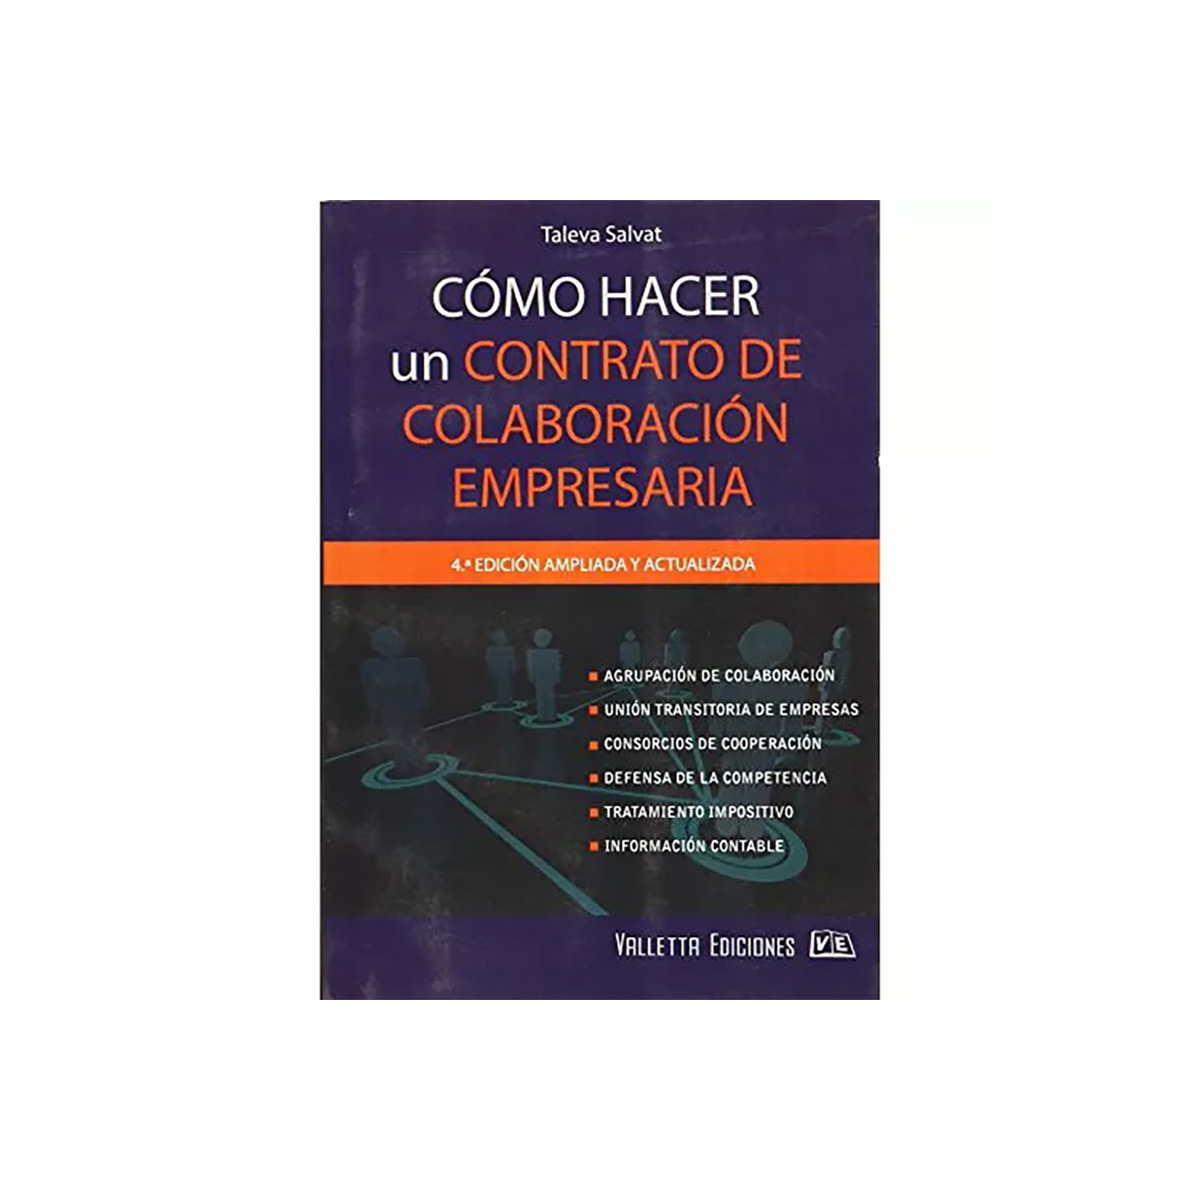 Taleva Salvat
CÓMO HACER
un CONTRATO DE
COLABORACIÓN
EMPRESARIA
4.ª EDICIÓN AMPLIADA Y ACTUALIZADA
AGRUPACIÓN DE COLABORACIÓN
UNIÓN TRANSITORIA DE EMPRESAS
CONSORCIOS DE COOPERACIÓN
DEFENSA DE LA COMPETENCIA
TRATAMIENTO IMPOSITIVO
INFORMACIÓN CONTABLE
VALLETTA EDICIONES VE